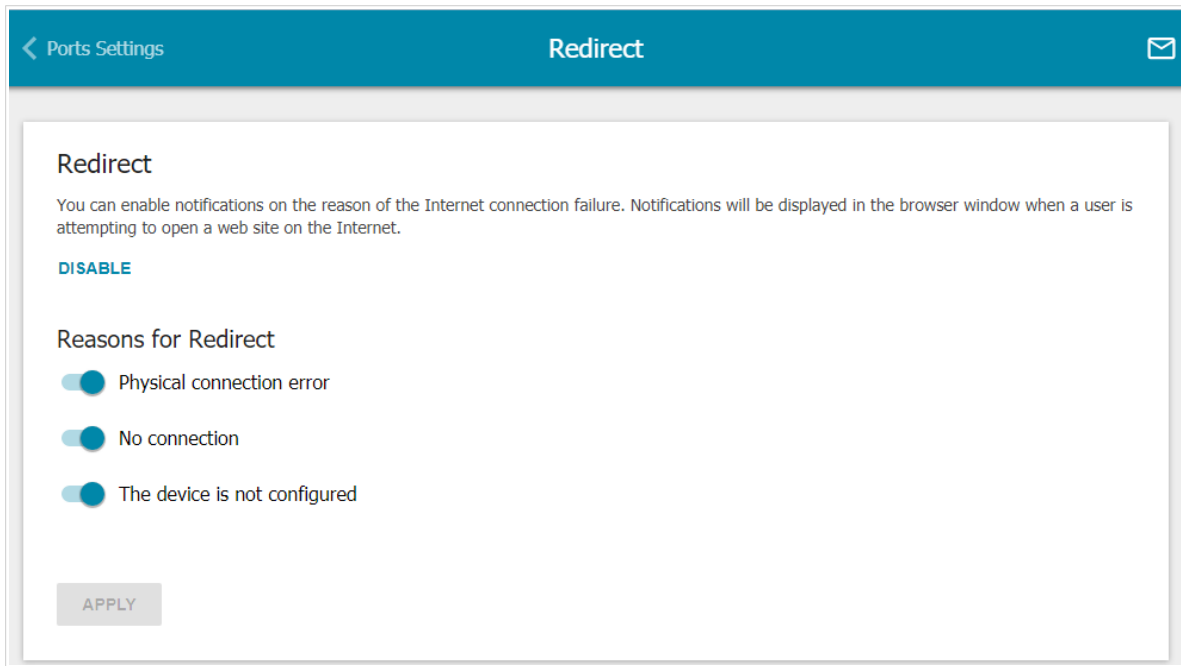 Ports Settings
Redirect
Redirect
You can enable notifications on the reason of the Internet connection failure. Notifications will be displayed in the browser window when a user is
attempting to open a web site on the Internet.
DISABLE
Reasons for Redirect
Physical connection error
No connection
The device is not configured
APPLY